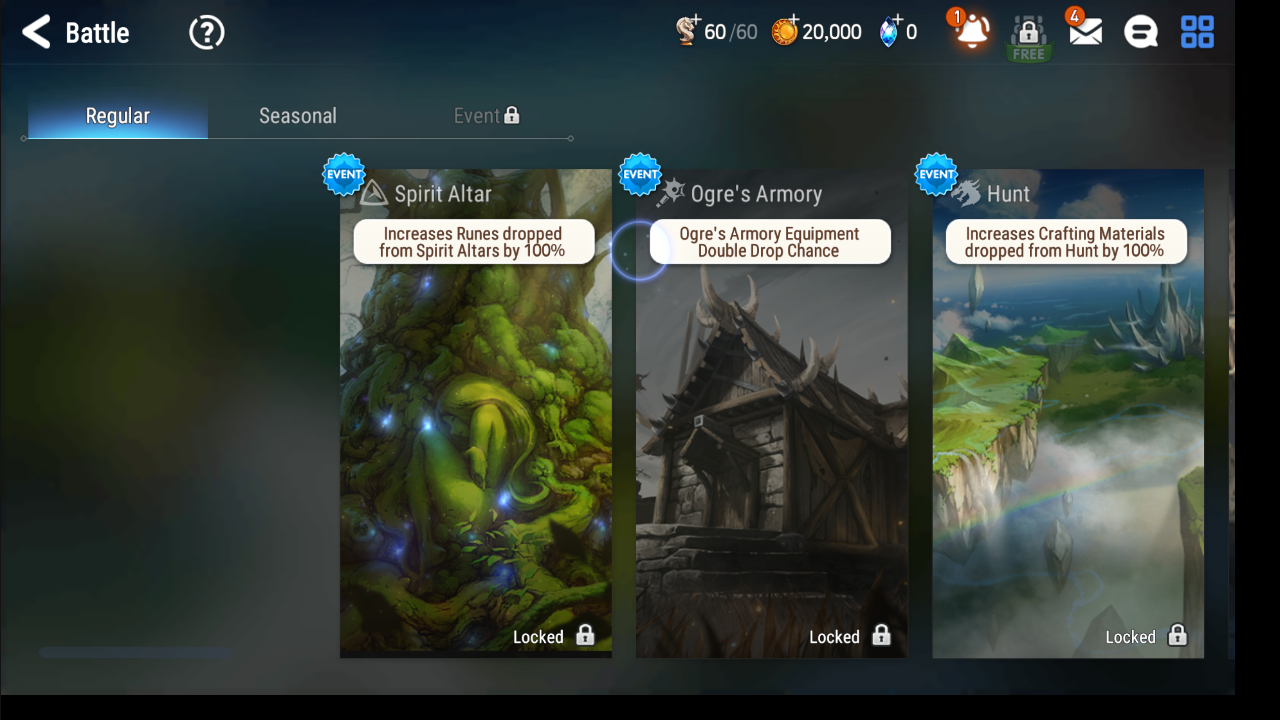 Battle
?
60/60
20,000
0
1
FREE
4
Regular
Seasonal
Event
EVENT
Spirit Altar
Increases Runes dropped
from Spirit Altars by 100%
Locked
EVENT
Ogre's Armory
Ogre's Armory Equipment
Double Drop Chance
Locked
EVENT
Hunt
Increases Crafting Materials
dropped from Hunt by 100%
Locked